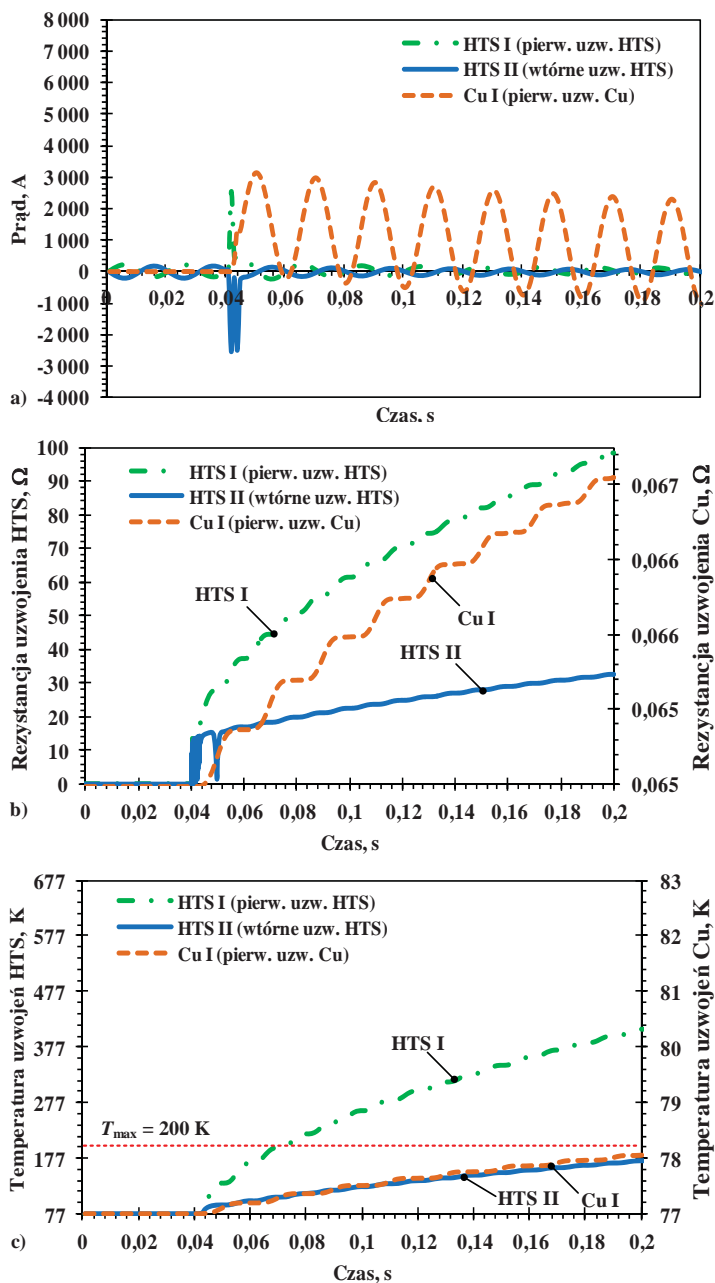 8 000
7 000
6 000
5 000
4 000
3 000
2 000
1 000
0
-1 000
-2 000
-3 000
-4 000
Prąd, A
HTS I (pierw. uzw. HTS)
HTS II (wtórne uzw. HTS)
Cu I (pierw. uzw. Cu)
0 0,02 0,04 0,06 0,08 0,1 0,12 0,14 0,16 0,18 0,2
Czas, s
a)
100
90
80
70
60
50
40
30
20
10
0
Rezystancja uzwojenia HTS, Ω
HTS I (pierw. uzw. HTS)
HTS II (wtórne uzw. HTS)
Cu I (pierw. uzw. Cu)
HTS I
Cu I
HTS II
0,067
0,066
0,066
0,065
0,065
Rezystancja uzwojenia Cu, Ω
0 0,02 0,04 0,06 0,08 0,1 0,12 0,14 0,16 0,18 0,2
Czas, s
b)
677
577
477
377
277
177
77
Temperatura uzwojeń HTS, K
HTS I (pierw. uzw. HTS)
HTS II (wtórne uzw. HTS)
Cu I (pierw. uzw. Cu)
HTS I
Tmax = 200 K
HTS II
Cu I
83
82
81
80
79
78
77
Temperatura uzwojeń Cu, K
0 0,02 0,04 0,06 0,08 0,1 0,12 0,14 0,16 0,18 0,2
Czas, s
c)